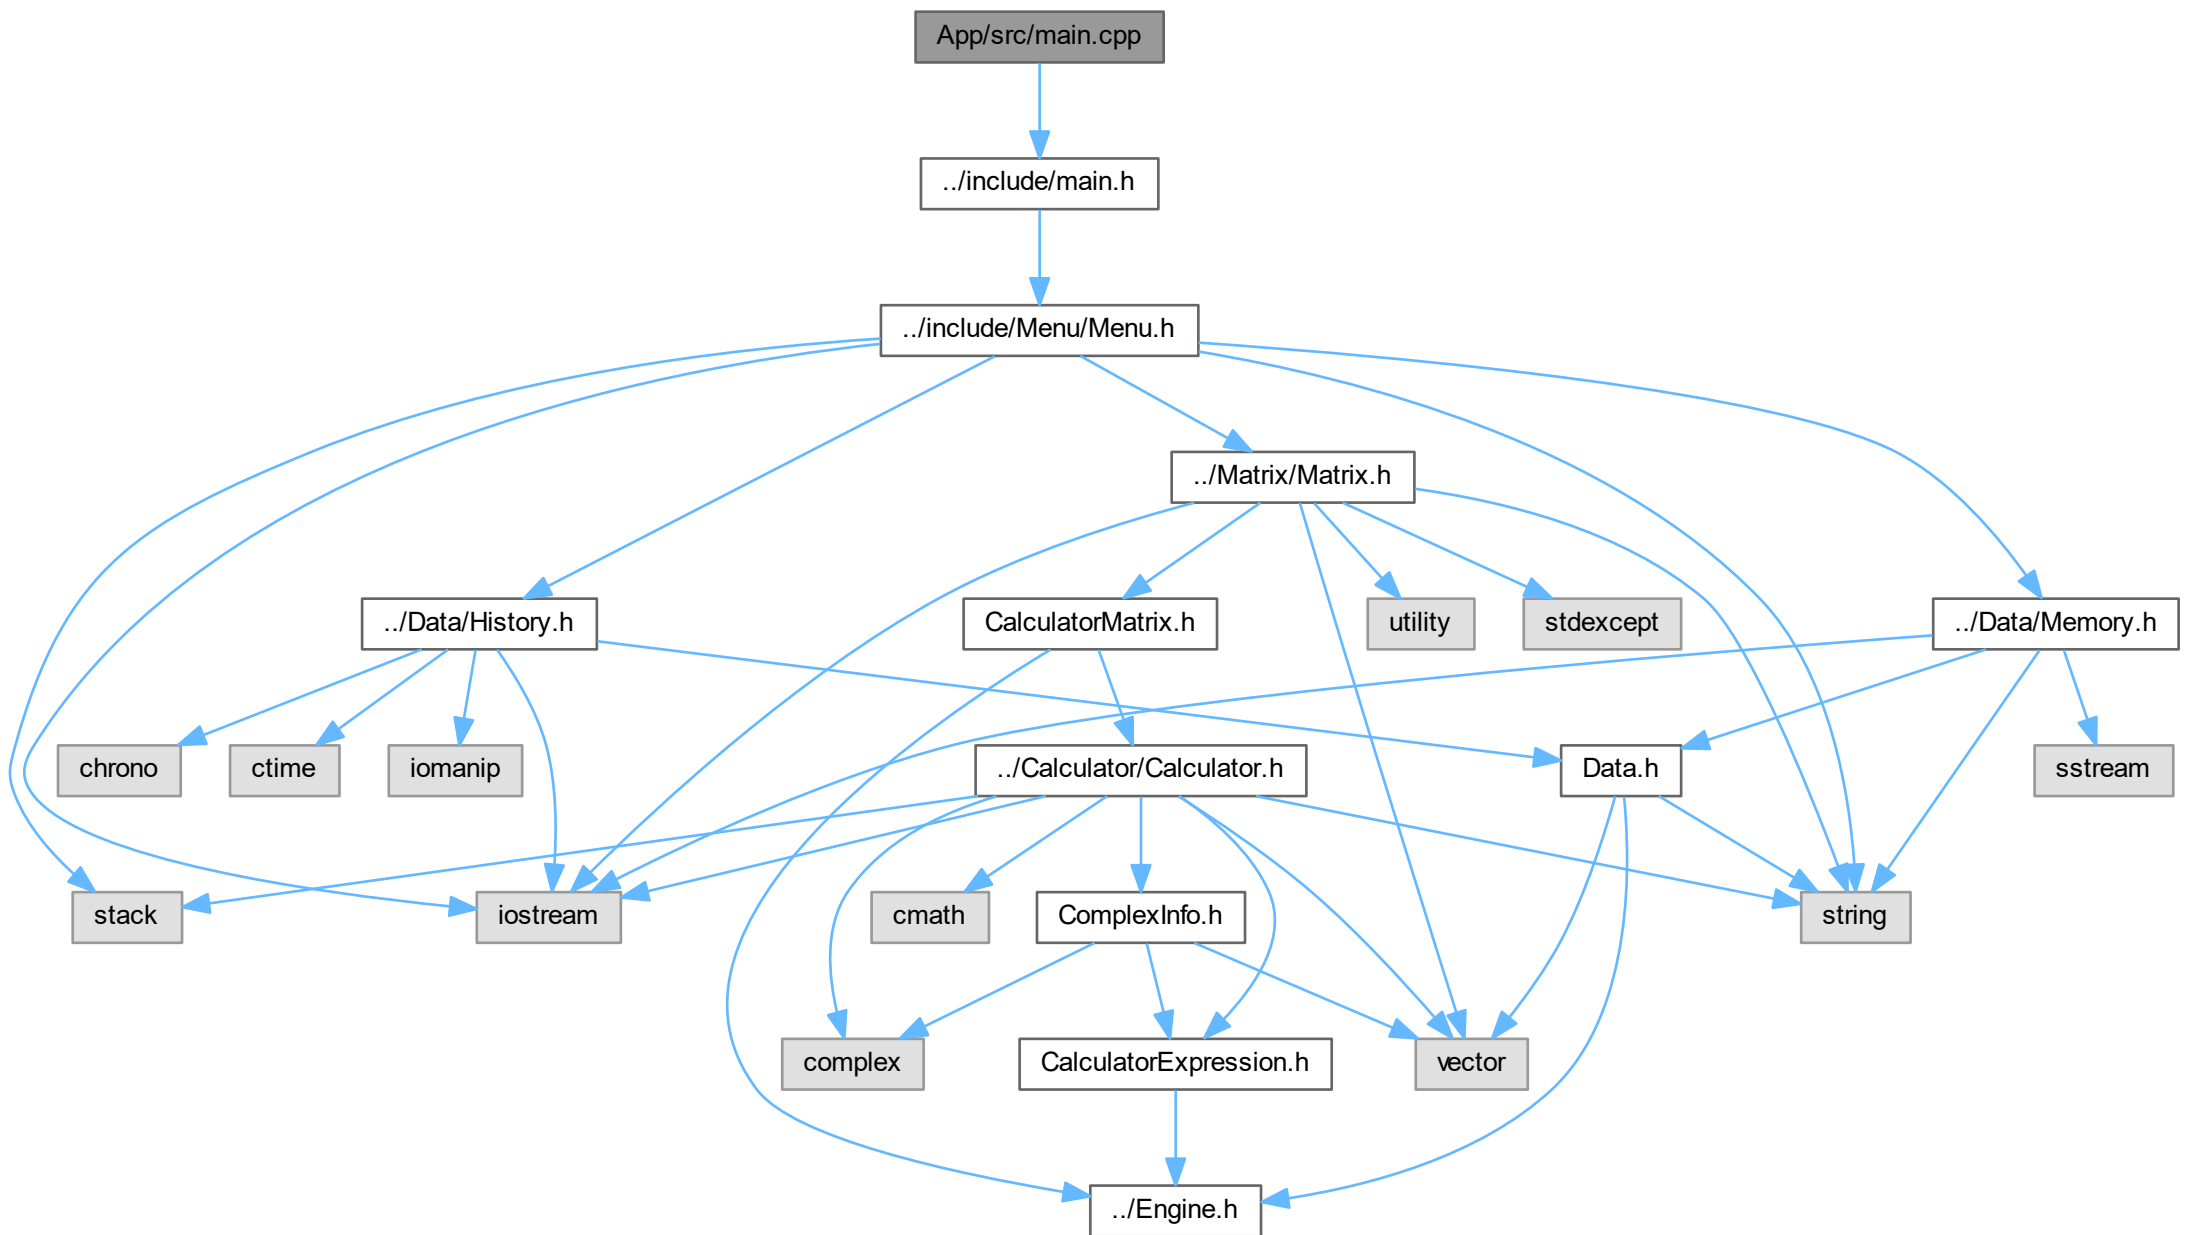 App/src/main.cpp
../include/main.h
../include/Menu/Menu.h
../Matrix/Matrix.h
../Data/History.h
CalculatorMatrix.h
utility
stdexcept
../Data/Memory.h
chrono
ctime
iomanip
../Calculator/Calculator.h
Data.h
sstream
stack
iostream
cmath
ComplexInfo.h
string
complex
CalculatorExpression.h
vector
../Engine.h